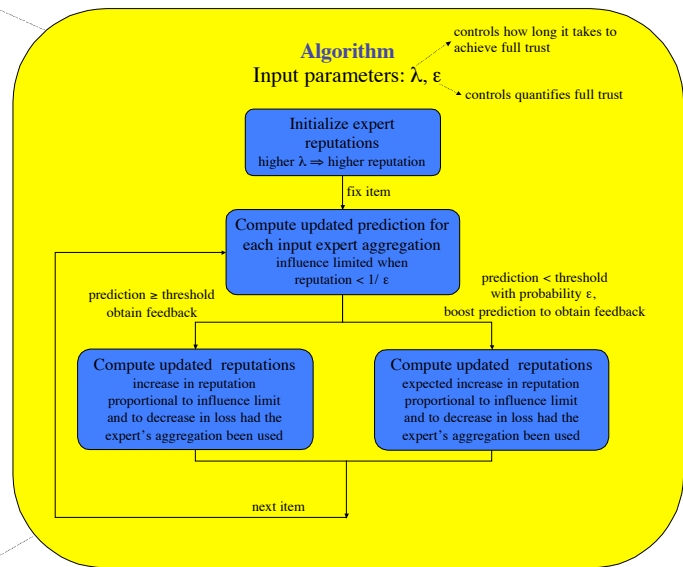 controls how long it takes to
achieve full trust
Algorithm
Input parameters: λ, ε
controls quantifies full trust
Initialize expert
reputations
higher λ ⇒ higher reputation
fix item
Compute updated prediction for
each input expert aggregation
influence limited when
reputation < 1/ ε
prediction ≥ threshold
obtain feedback
prediction < threshold
with probability ε,
boost prediction to obtain feedback
Compute updated reputations
increase in reputation
proportional to influence limit
and to decrease in loss had the
expert's aggregation been used
Compute updated reputations
expected increase in reputation
proportional to influence limit
and to decrease in loss had the
expert's aggregation been used
next item